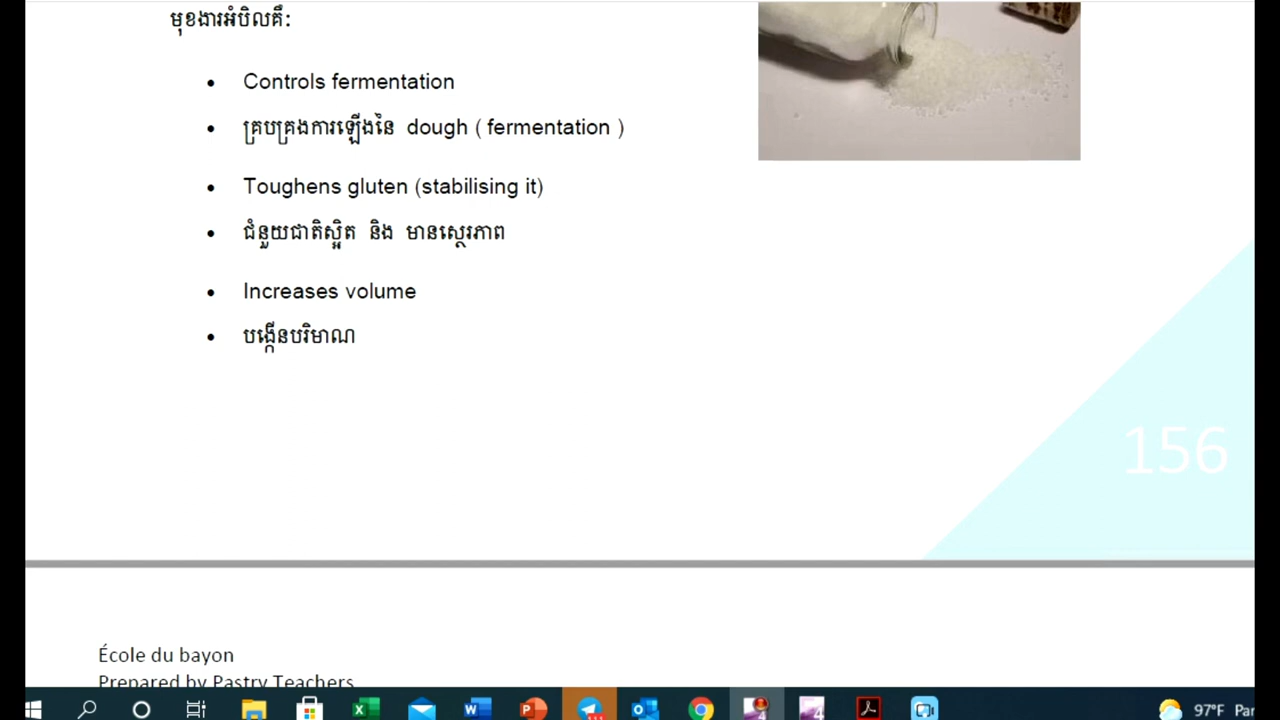 មុខងារអំបិលគឺ:
• Controls fermentation
• គ្របគ្រងការឡើងនៃ dough ( fermentation )
• Toughens gluten (stabilising it)
• ជំនួយជាតិស្អិត និង មានស្ថេរភាព
• Increases volume
• បង្កើនបរិមាណ
156
École du bayon
Prepared by Pastry Teachers
97°F